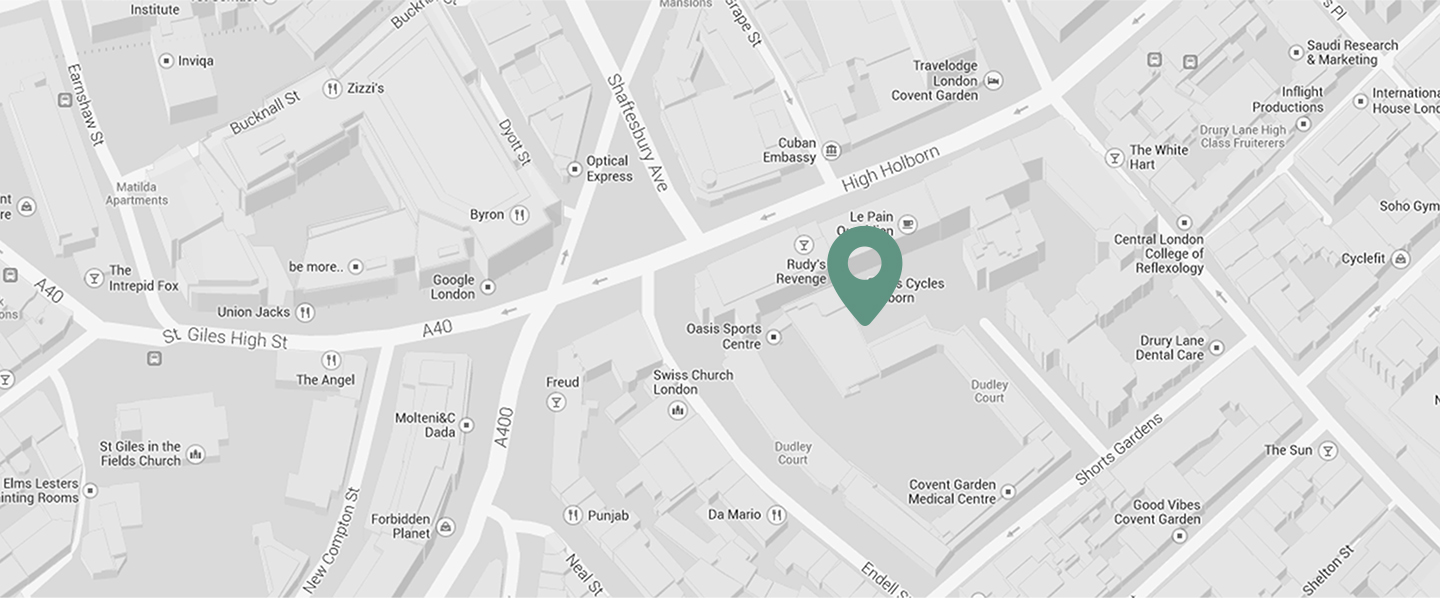 Institute
Mansions
Inviqa
Zizzi's
Earnshaw St
Bucknall St
Dyott St
Shaftesbury Ave
Travelodge
London
Covent Garden
Saudi Research
& Marketing
Inflight
Productions
House
Drury Lane High
Class Fruiterers
Cuban
Embassy
High Holborn
The White
Hart
Optical
Express
Matilda
Apartments
Byron
Le Pain
Soho Gym
Central London
College of
Reflexology
Cyclefit
be more..
The
Intrepid Fox
Google
London
Rudy's
Revenge
Cycles
A40
Union Jacks
St Giles High St
A40
Oasis Sports
Centre
Drury Lane
Dental Care
The Angel
Freud
Swiss Church
London
Dudley
Court
Molteni&C
Dada
A400
St Giles in the
Fields Church
Dudley
Court
Shorts Gardens
The Sun
Elms Lesters
Rooms
Covent Garden
Medical Centre
Good Vibes
Covent Garden
Forbidden
Planet
Punjab
Da Mario
New Compton St
Neal St
Endell
Shelton St